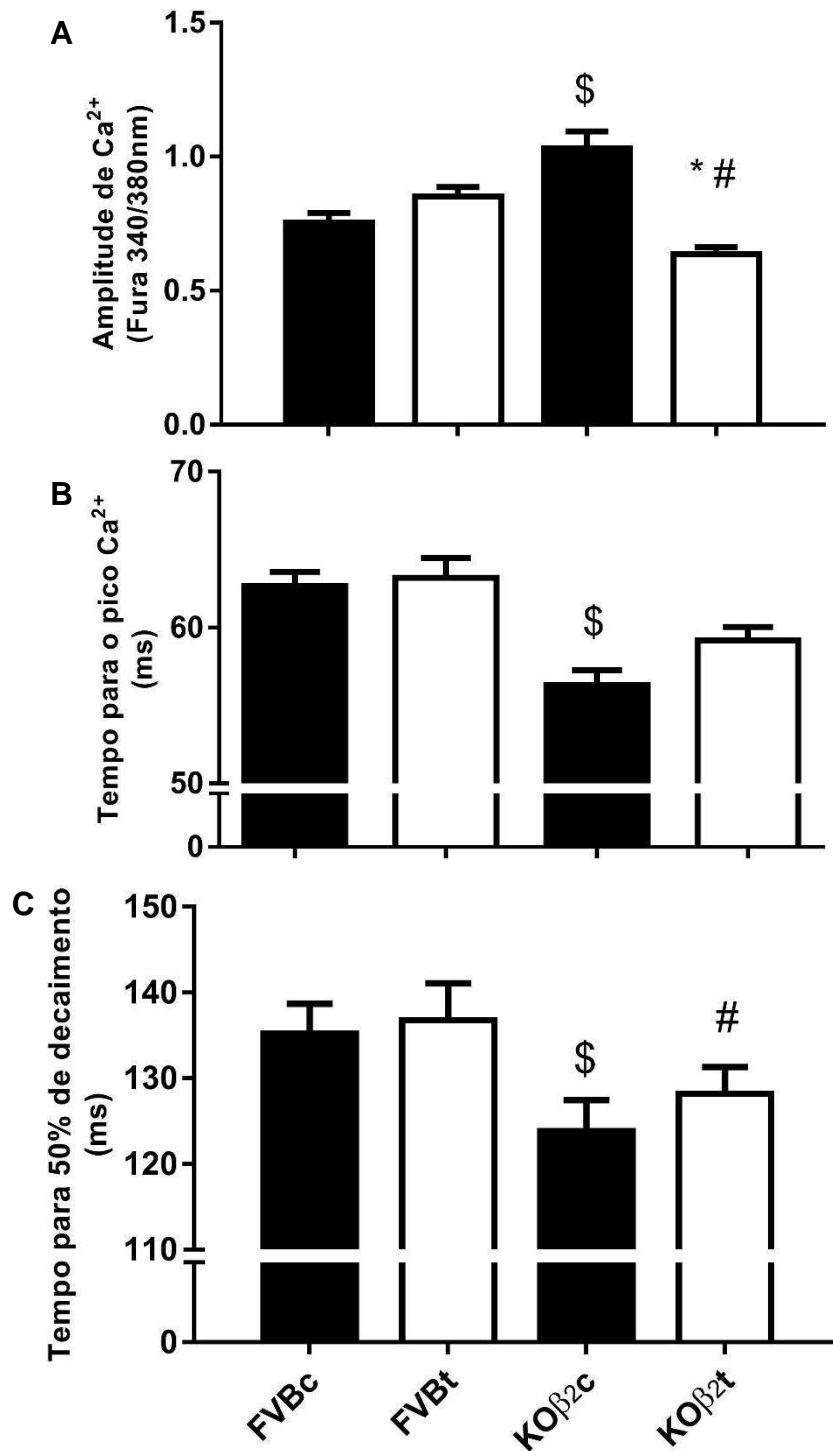 A
Amplitude de Ca²⁺
(Fura 340/380nm)
1.5
1.0
0.5
0.0
$
* #
B
Tempo para o pico Ca²⁺
(ms)
70
60
50
0
$
C
Tempo para 50% de decaimento
(ms)
150
140
130
120
110
0
$
#
FVBc
FVBt
KOβ₂c
KOβ₂t